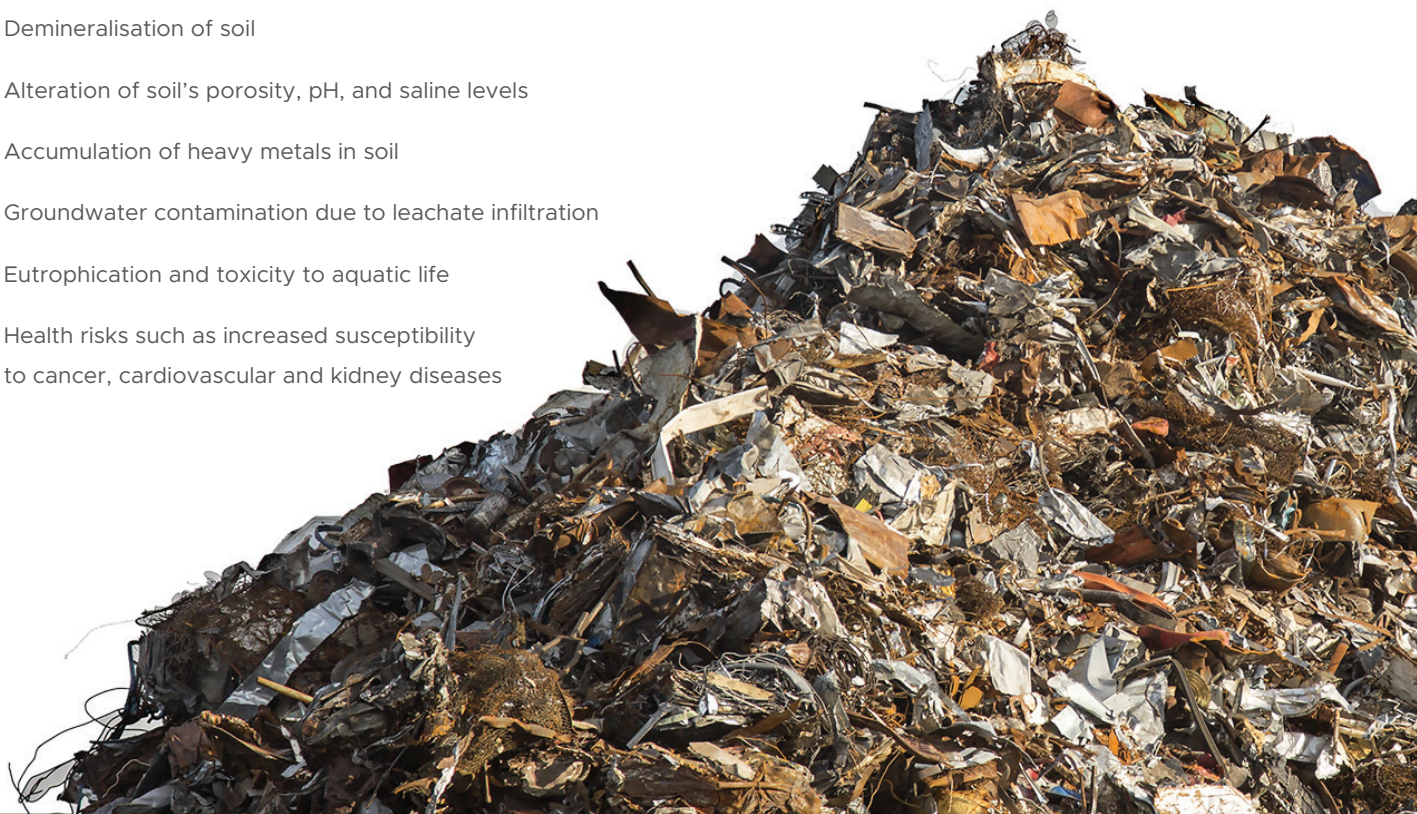 Demineralisation of soil
Alteration of soil’s porosity, pH, and saline levels
Accumulation of heavy metals in soil
Groundwater contamination due to leachate infiltration
Eutrophication and toxicity to aquatic life
Health risks such as increased susceptibility
to cancer, cardiovascular and kidney diseases